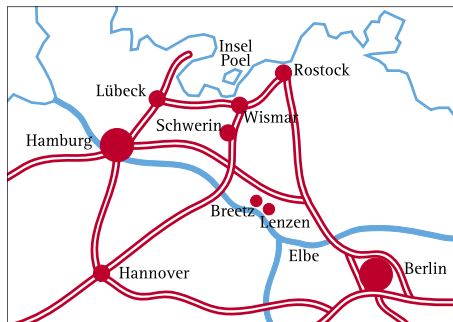 Insel
Poel
Rostock
Lübeck
Wismar
Schwerin
Hamburg
Breetz
Lenzen
Elbe
Berlin
Hannover